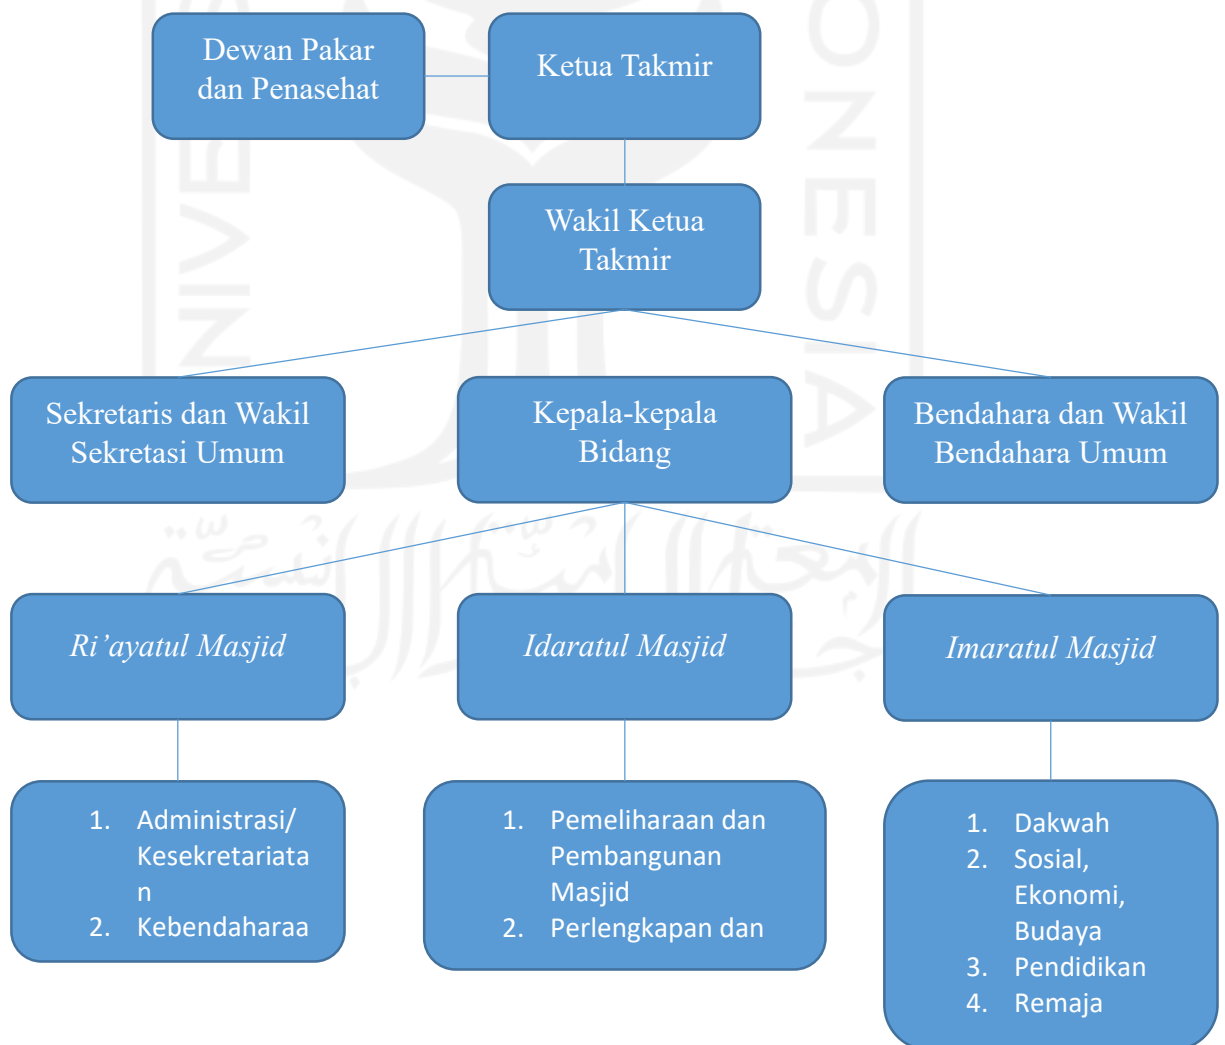 Dewan Pakar
dan Penasehat
Ketua Takmir
Wakil Ketua
Takmir
Sekretaris dan Wakil
Sekretasi Umum
Kepala-kepala
Bidang
Bendahara dan Wakil
Bendahara Umum
Ri’ayatul Masjid
Idaratul Masjid
Imaratul Masjid
1. Administrasi/
Kesekretariata
n
2. Kebendaharaa
1. Pemeliharaan dan
Pembangunan
Masjid
2. Perlengkapan dan
1. Dakwah
2. Sosial,
Ekonomi,
Budaya
3. Pendidikan
4. Remaja